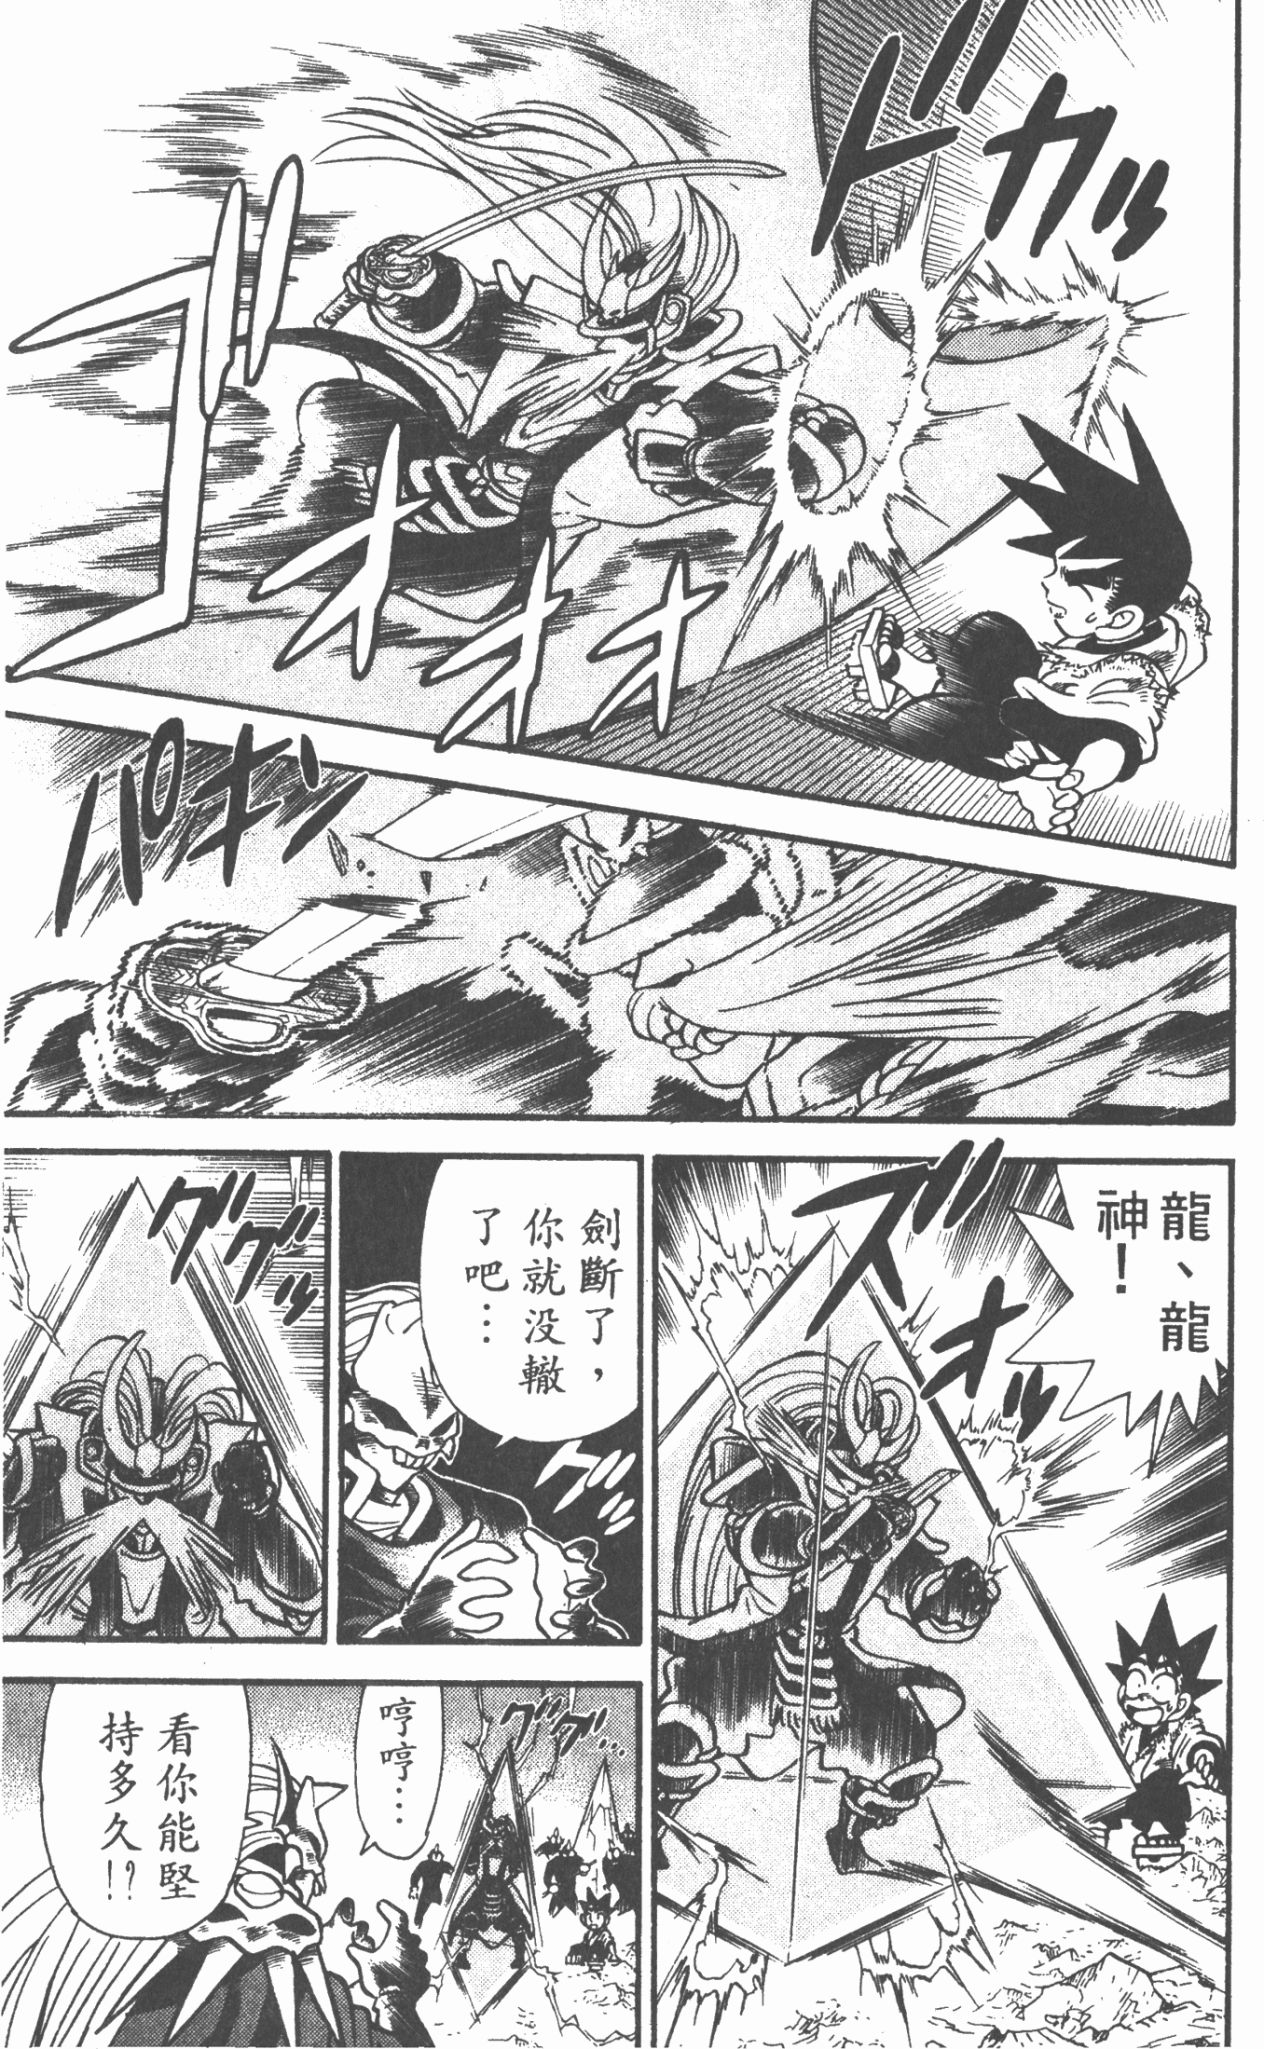 ドカッ
ゴオオオ
パキン
龍、龍
神！
ズオッ
劍斷了，
你就没轍
了吧…
ググ
ググッ
哼哼…
ググ…
看你能堅
持多久!?